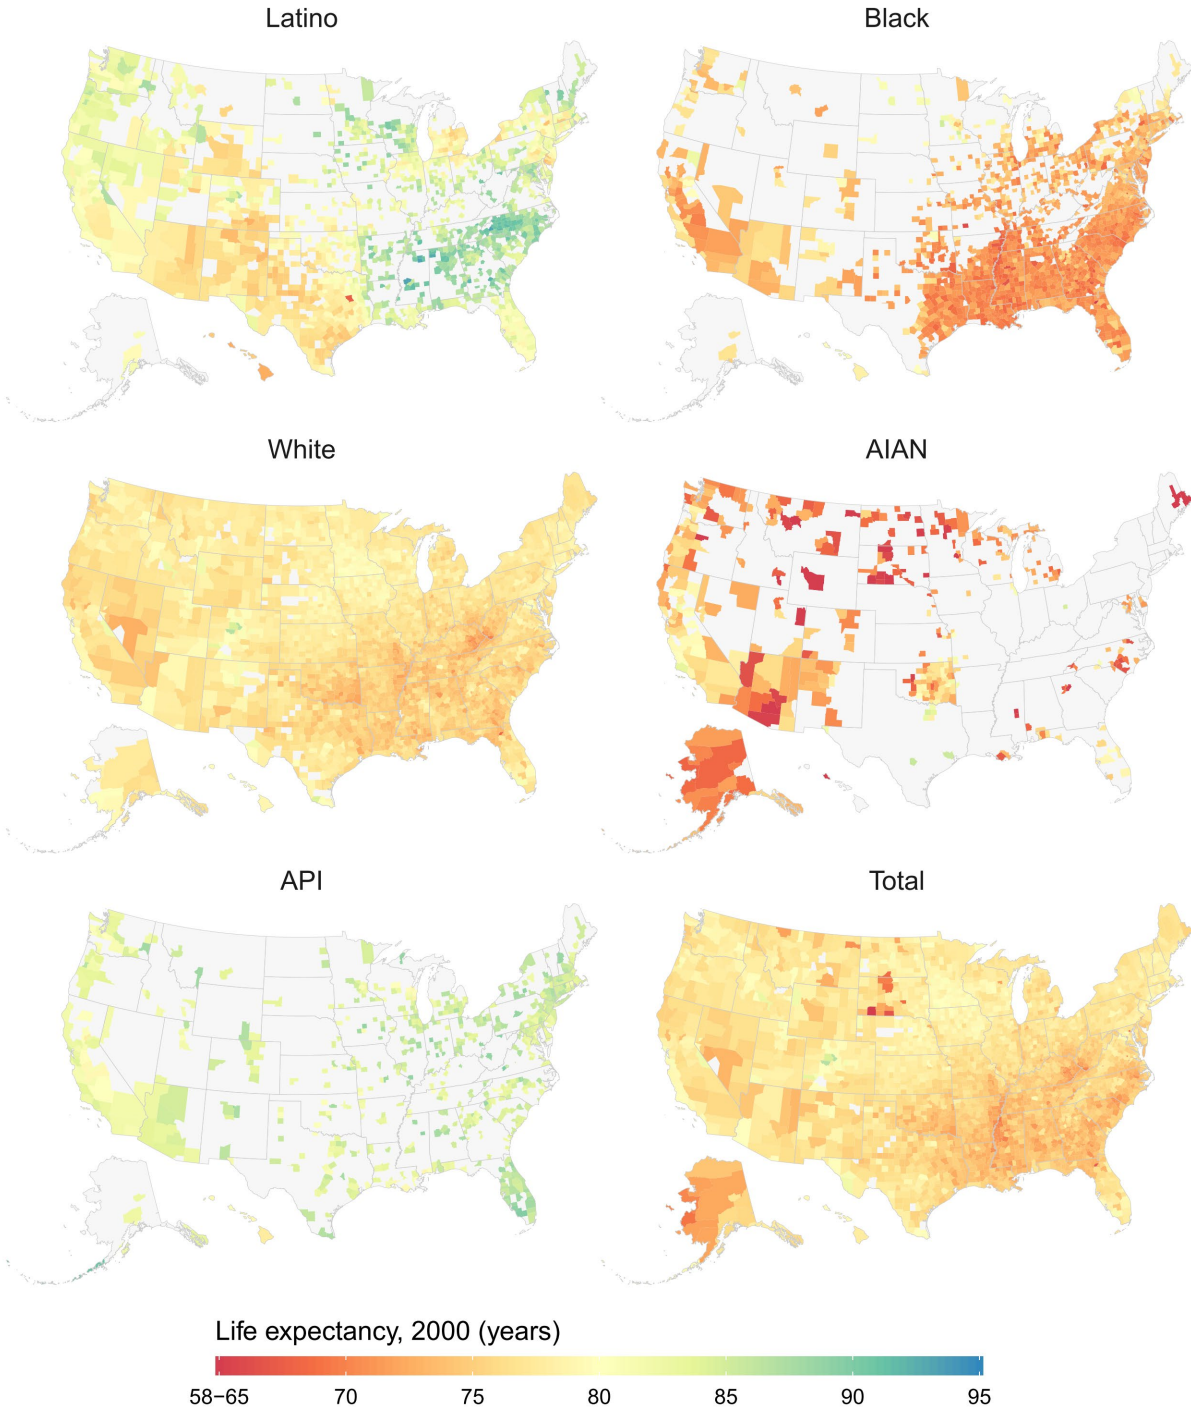 Latino
Black
White
AIAN
API
Total
Life expectancy, 2000 (years)
58−65 70 75 80 85 90 95